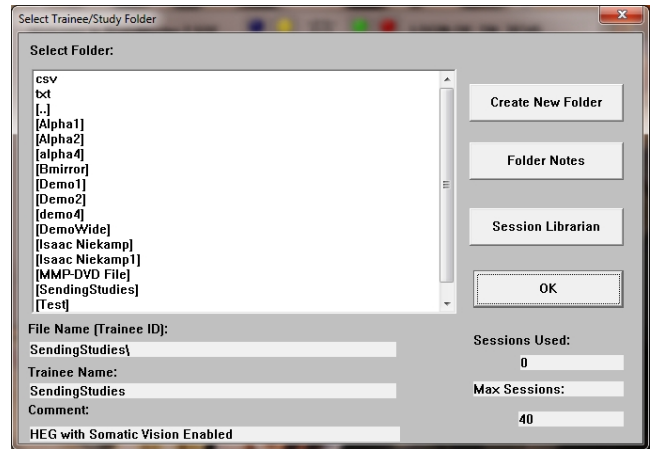 Select Trainee/Study Folder
Select Folder:
csv
txt
[..]
[Alpha1]
[Alpha2]
[alpha4]
[Bmirror]
[Demo1]
[Demo2]
[demo4]
[DemoWide]
[Isaac Niekamp]
[Isaac Niekamp1]
[MMP-DVD File]
[SendingStudies]
[Test]
Create New Folder
Folder Notes
Session Librarian
OK
File Name (Trainee ID):
SendingStudies\
Trainee Name:
SendingStudies
Comment:
HEG with Somatic Vision Enabled
Sessions Used:
0
Max Sessions:
40